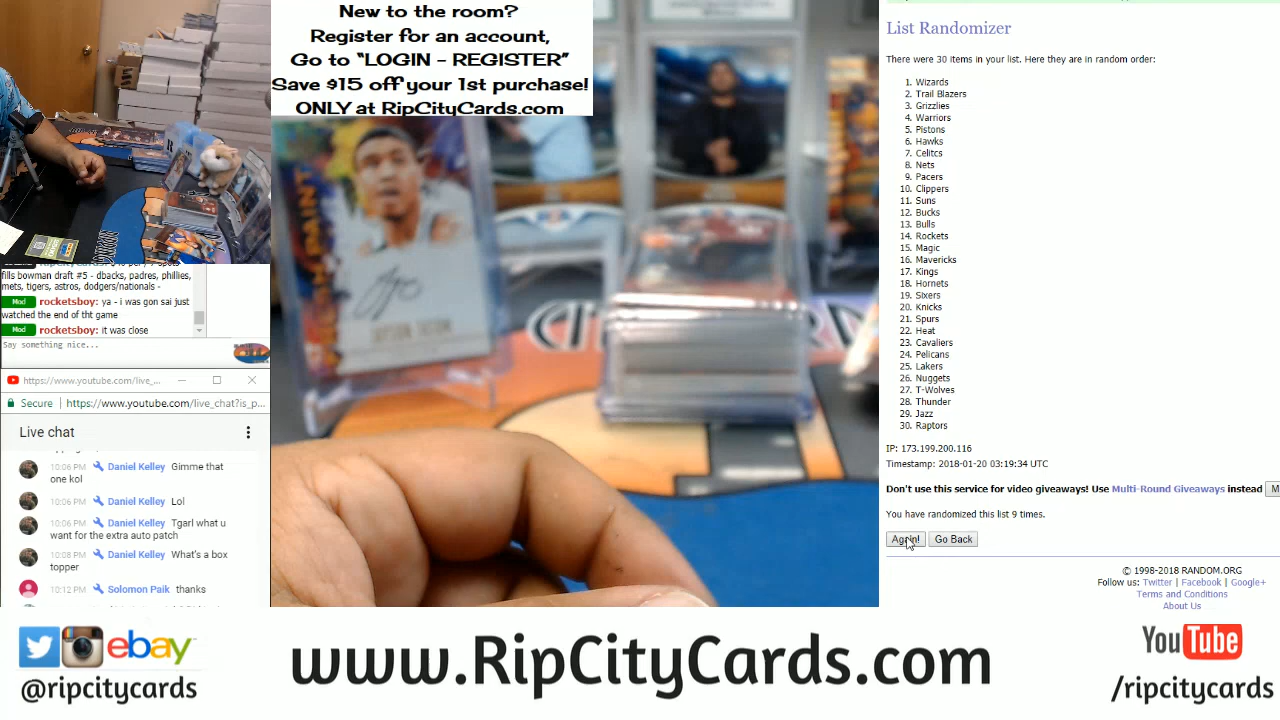 New to the room?
Register for an account,
Go to “LOGIN - REGISTER”
Save $15 off your 1st purchase!
ONLY at RipCityCards.com
fills bowman draft #5 - dbacks, padres, phillies,
mets, tigers, astros, dodgers/nationals -
Mod rocketsboy: ya - i was gon sai just
watched the end of tht game
Mod rocketsboy: it was close
Say something nice...
https://www.youtube.com/live_...
Secure https://www.youtube.com/live_chat?is_p...
Live chat
10:06 PM Daniel Kelley Gimme that
one kol
10:06 PM Daniel Kelley Lol
10:06 PM Daniel Kelley Tgarl what u
want for the extra auto patch
10:08 PM Daniel Kelley What's a box
topper
10:12 PM Solomon Paik thanks
List Randomizer
There were 30 items in your list. Here they are in random order:
1. Wizards
2. Trail Blazers
3. Grizzlies
4. Warriors
5. Pistons
6. Hawks
7. Celitcs
8. Nets
9. Pacers
10. Clippers
11. Suns
12. Bucks
13. Bulls
14. Rockets
15. Magic
16. Mavericks
17. Kings
18. Hornets
19. Sixers
20. Knicks
21. Spurs
22. Heat
23. Cavaliers
24. Pelicans
25. Lakers
26. Nuggets
27. T-Wolves
28. Thunder
29. Jazz
30. Raptors
IP: 173.199.200.116
Timestamp: 2018-01-20 03:19:34 UTC
Don't use this service for video giveaways! Use Multi-Round Giveaways instead M
You have randomized this list 9 times.
Again! Go Back
© 1998-2018 RANDOM.ORG
Follow us: Twitter | Facebook | Google+
Terms and Conditions
About Us
ebay
@ripcitycards
www.RipCityCards.com
YouTube
/ripcitycards